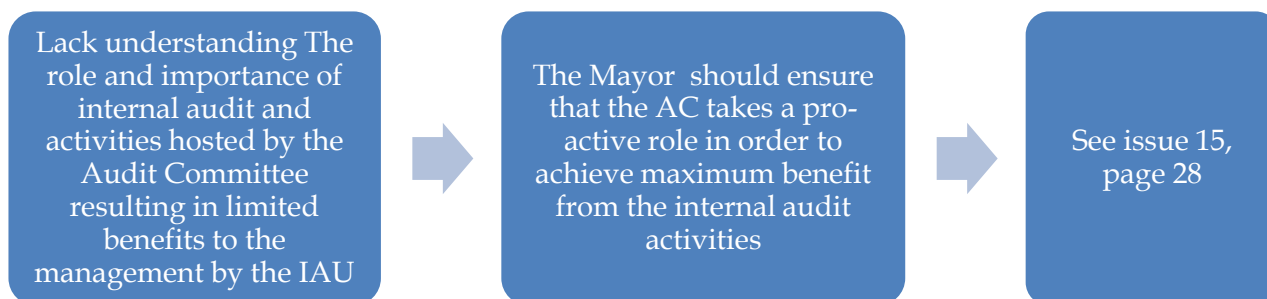 Lack understanding The
role and importance of
internal audit and
activities hosted by the
Audit Committee
resulting in limited
benefits to the
management by the IAU
The Mayor should ensure
that the AC takes a pro-
active role in order to
achieve maximum benefit
from the internal audit
activities
See issue 15,
page 28